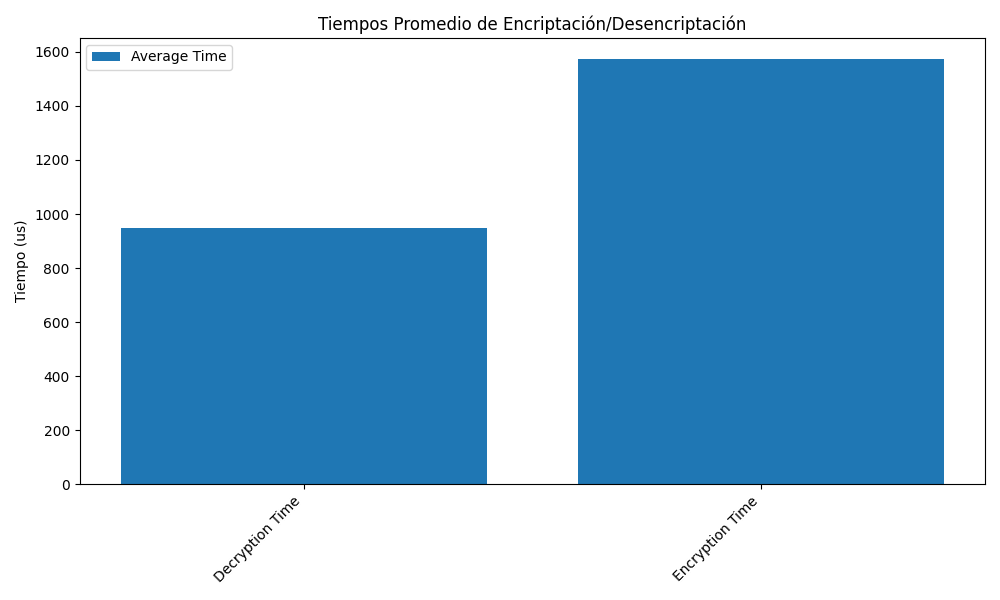 Tiempos Promedio de Encriptación/Desencriptación
Average Time
Tiempo (us)
1600
1400
1200
1000
800
600
400
200
0
Decryption Time
Encryption Time